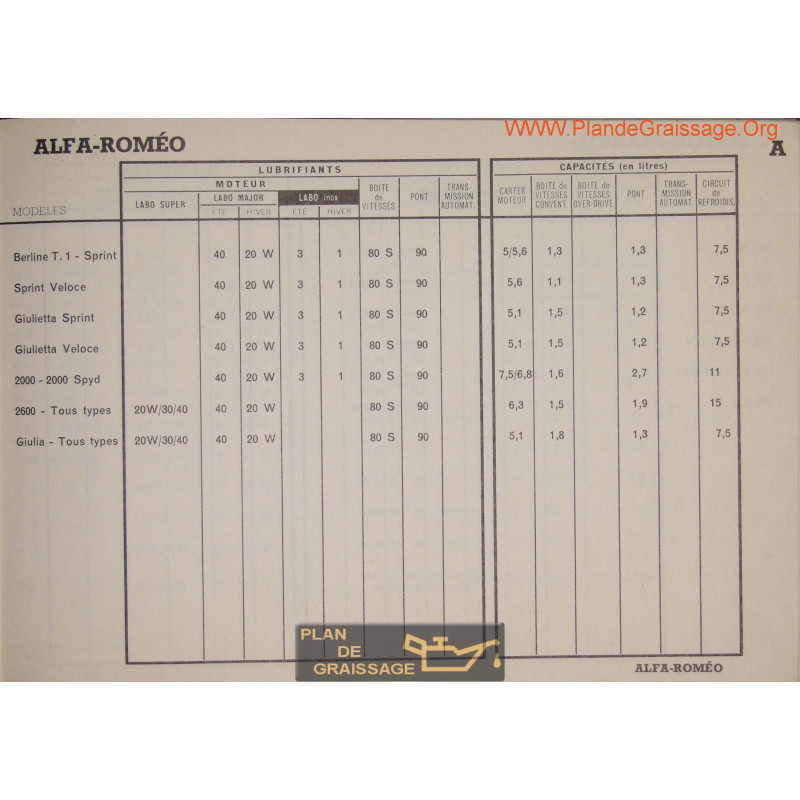 WWW.PlandeGraissage.Org
ALFA-ROMÉO A
LUBRIFIANTS CAPACITÉS (en litres)
MOTEUR BOITE de VITESSES PONT TRANS-MISSION AUTOMAT. CARTER MOTEUR BOITE de VITESSES CONVENT. BOITE de VITESSES OVER-DRIVE PONT TRANS-MISSION AUTOMAT. CIRCUIT de REFROIDIS.
MODELES LABO SUPER LABO MAJOR LABO inox
ETE HIVER ETE HIVER
Berline T. 1 - Sprint 40 20 W 3 1 80 S 90 5/5,6 1,3 1,3 7,5
Sprint Veloce 40 20 W 3 1 80 S 90 5,6 1,1 1,3 7,5
Giulietta Sprint 40 20 W 3 1 80 S 90 5,1 1,5 1,2 7,5
Giulietta Veloce 40 20 W 3 1 80 S 90 5,1 1,5 1,2 7,5
2000 - 2000 Spyd 40 20 W 3 1 80 S 90 7,5/6,8 1,6 2,7 11
2600 - Tous types 20W/30/40 40 20 W 80 S 90 6,3 1,5 1,9 15
Giulia - Tous types 20W/30/40 40 20 W 80 S 90 5,1 1,8 1,3 7,5
PLAN
DE
GRAISSAGE
ALFA-ROMÉO